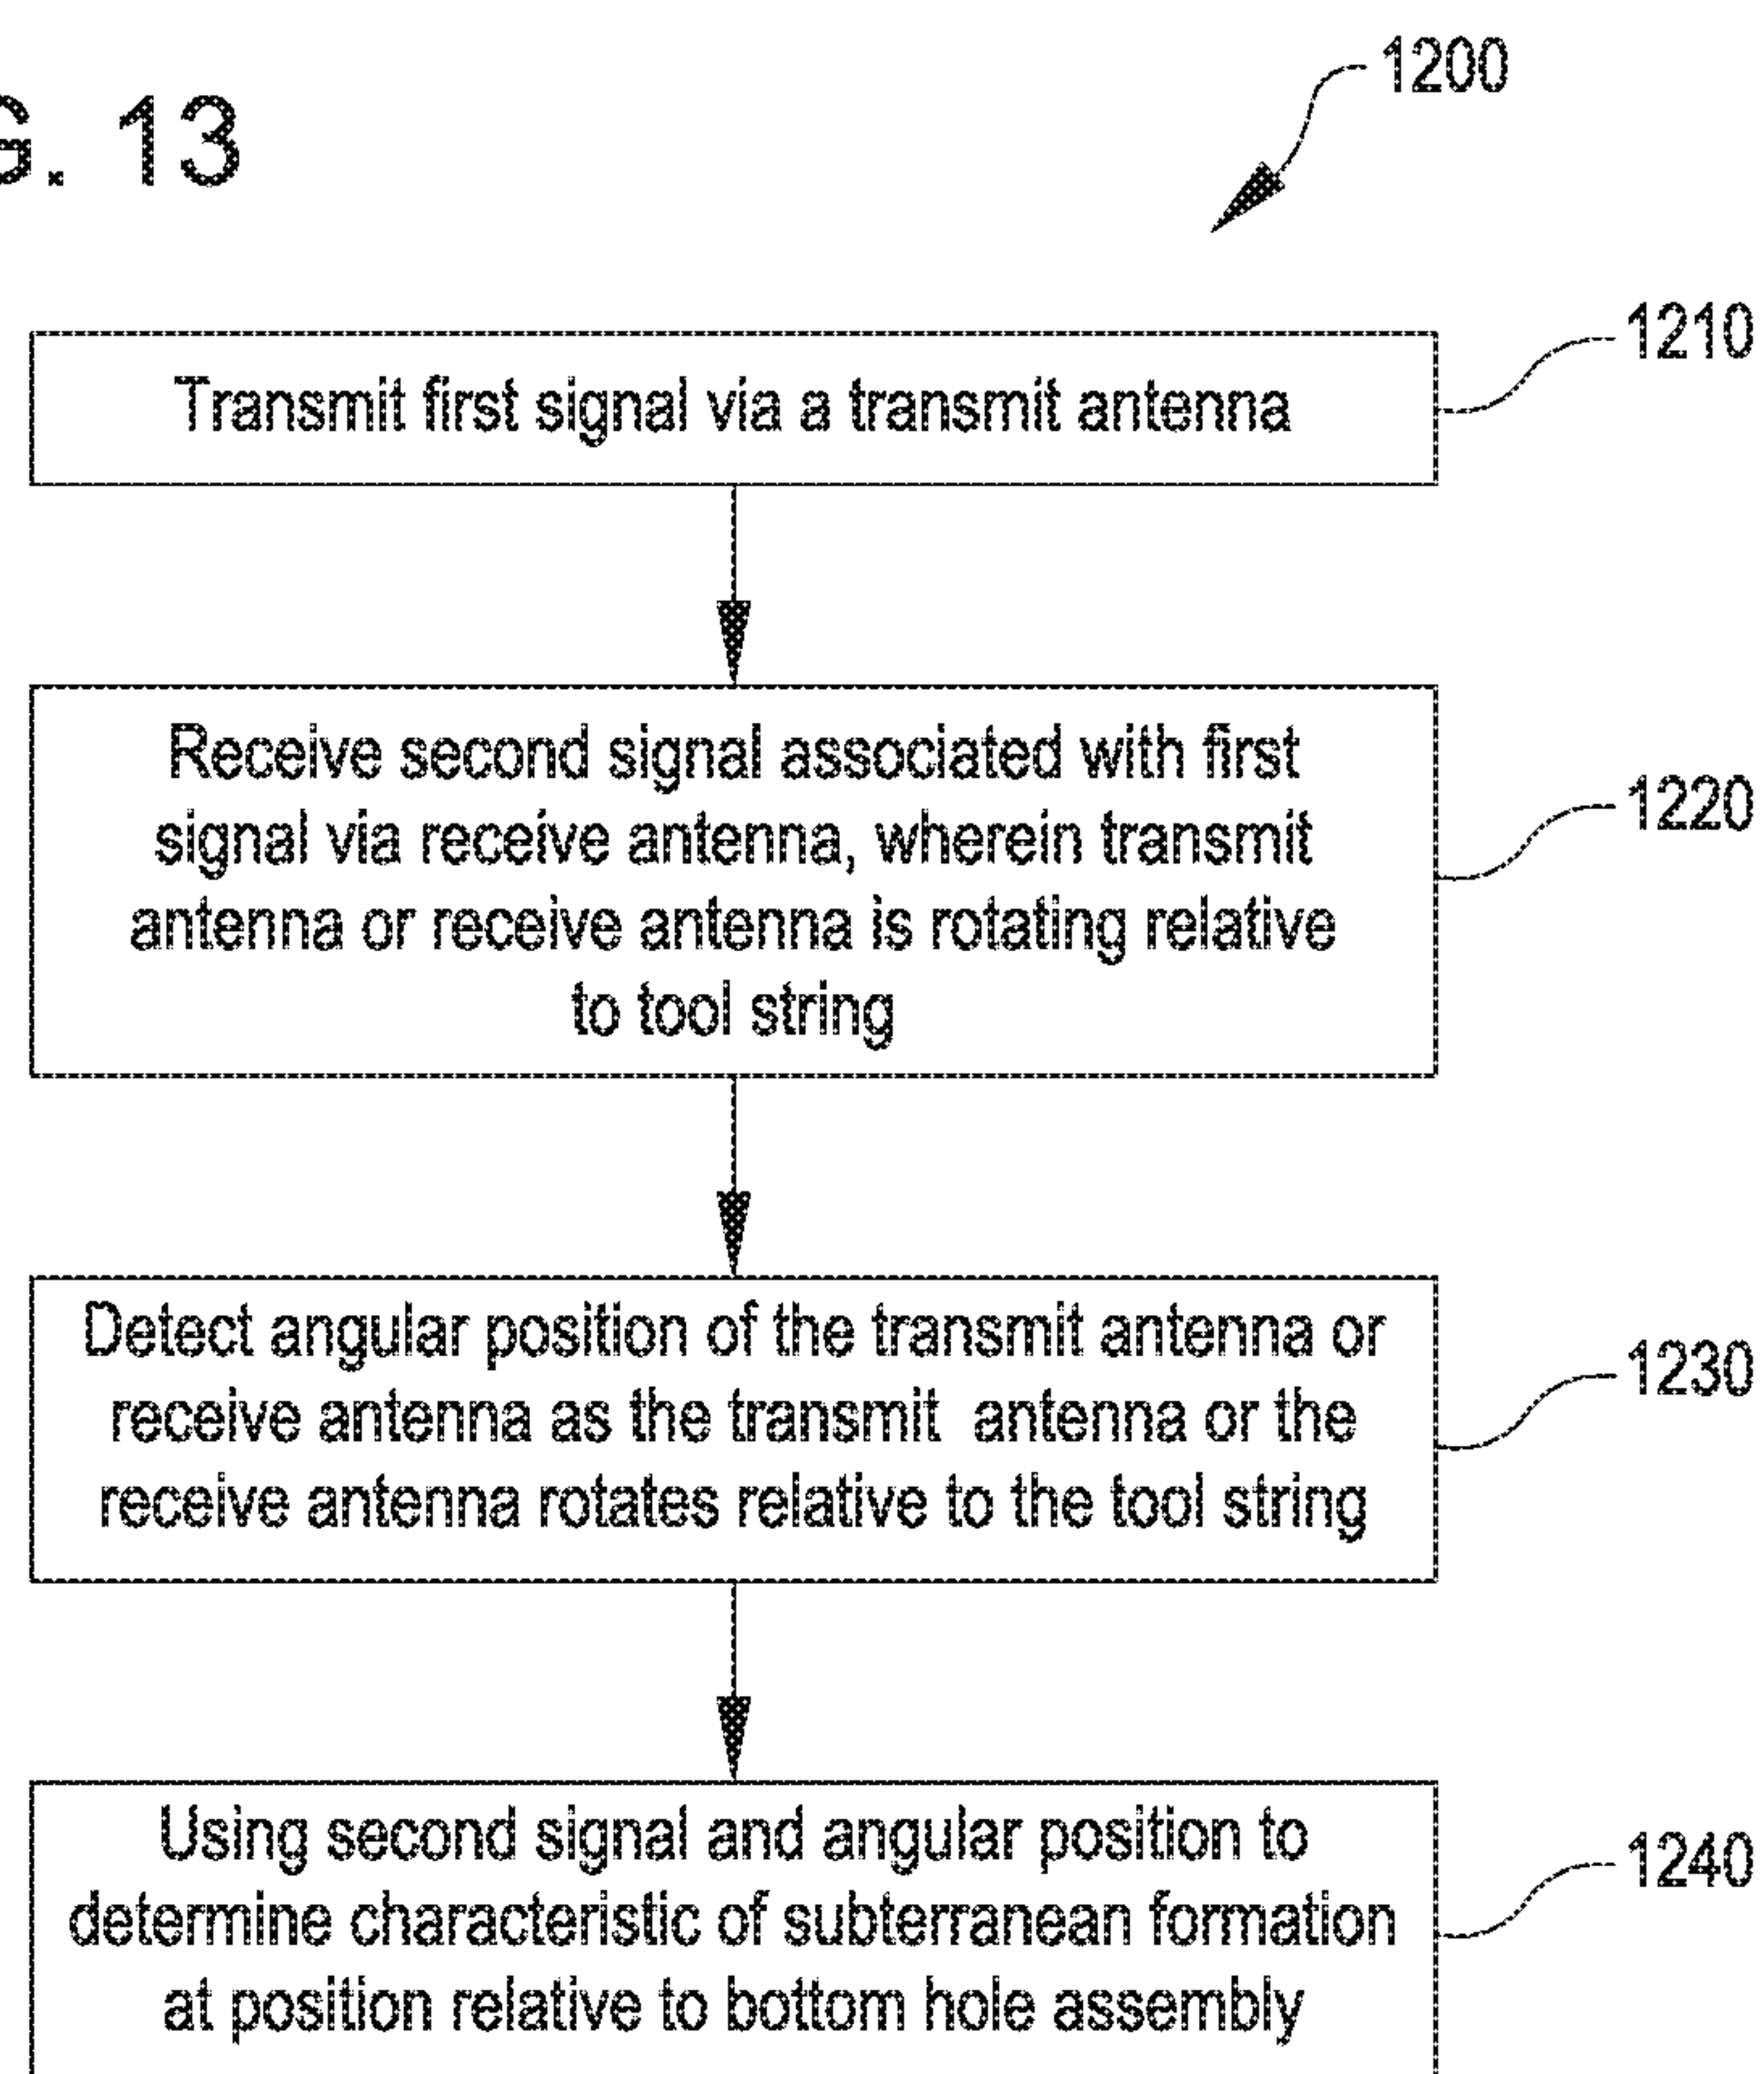 G. 13
1200
1210
Transmit first signal via a transmit antenna
Receive second signal associated with first
signal via receive antenna, wherein transmit
antenna or receive antenna is rotating relative
to tool string
1220
Detect angular position of the transmit antenna or
receive antenna as the transmit antenna or the
receive antenna rotates relative to the tool string
1230
Using second signal and angular position to
determine characteristic of subterranean formation
at position relative to bottom hole assembly
1240